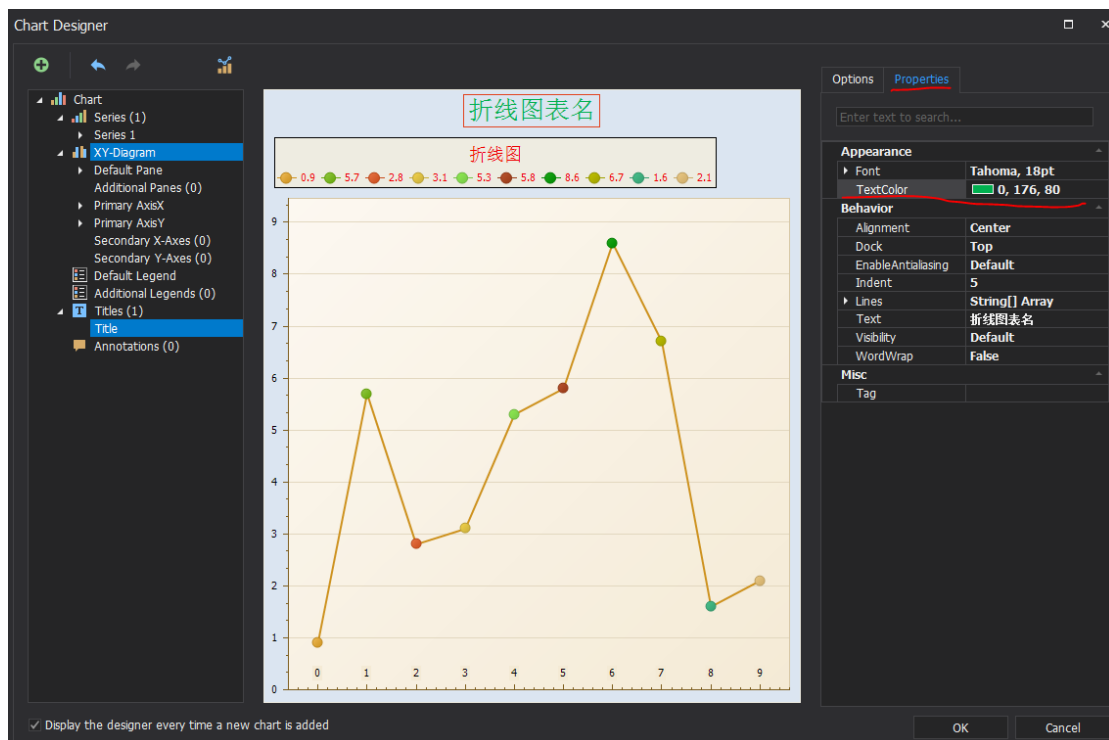 Chart Designer
Chart
Series (1)
Series 1
XY-Diagram
Default Pane
Additional Panes (0)
Primary AxisX
Primary AxisY
Secondary X-Axes (0)
Secondary Y-Axes (0)
Default Legend
Additional Legends (0)
T Titles (1)
Title
Annotations (0)
折线图表名
折线图
0.9 5.7 2.8 3.1 5.3 5.8 8.6 6.7 1.6 2.1
9
8
7
6
5
4
3
2
1
0
0 1 2 3 4 5 6 7 8 9
Options Properties
Enter text to search...
Appearance
Font Tahoma, 18pt
TextColor 0, 176, 80
Behavior
Alignment Center
Dock Top
EnableAntialiasing Default
Indent 5
Lines String[] Array
Text 折线图表名
Visibility Default
WordWrap False
Misc
Tag
Display the designer every time a new chart is added
OK Cancel